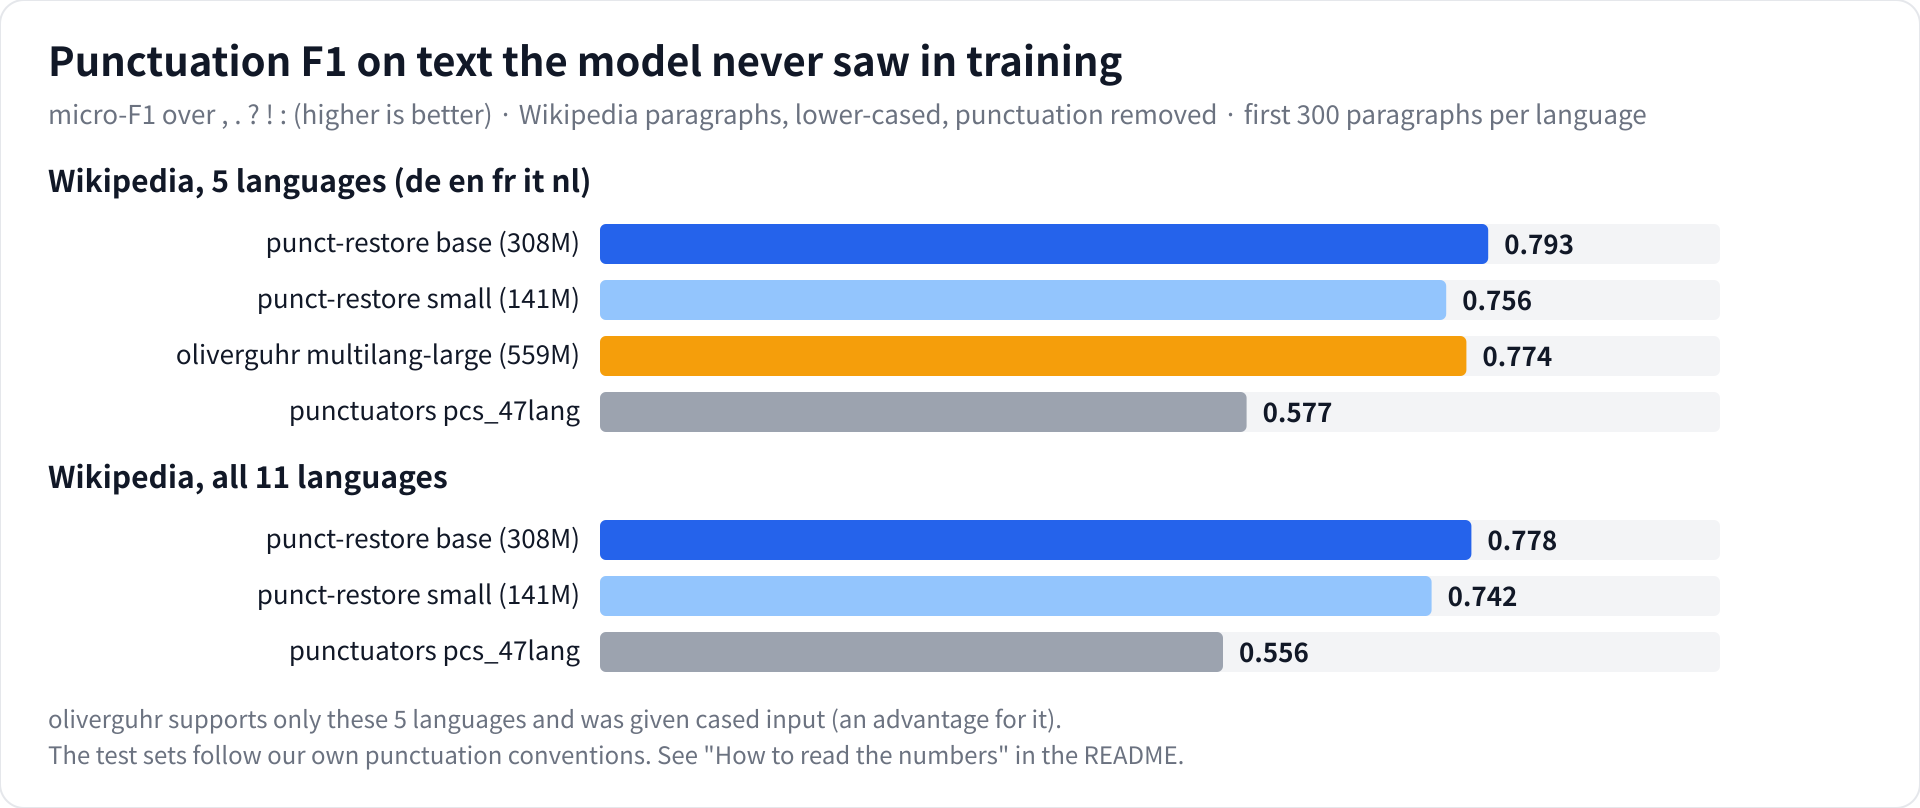 Punctuation F1 on text the model never saw in training
micro-F1 over , . ? ! : (higher is better) · Wikipedia paragraphs, lower-cased, punctuation removed · first 300 paragraphs per language
Wikipedia, 5 languages (de en fr it nl)
punct-restore base (308M) 0.793
punct-restore small (141M) 0.756
oliverguhr multilang-large (559M) 0.774
punctuators pcs_47lang 0.577
Wikipedia, all 11 languages
punct-restore base (308M) 0.778
punct-restore small (141M) 0.742
punctuators pcs_47lang 0.556
oliverguhr supports only these 5 languages and was given cased input (an advantage for it).
The test sets follow our own punctuation conventions. See "How to read the numbers" in the README.